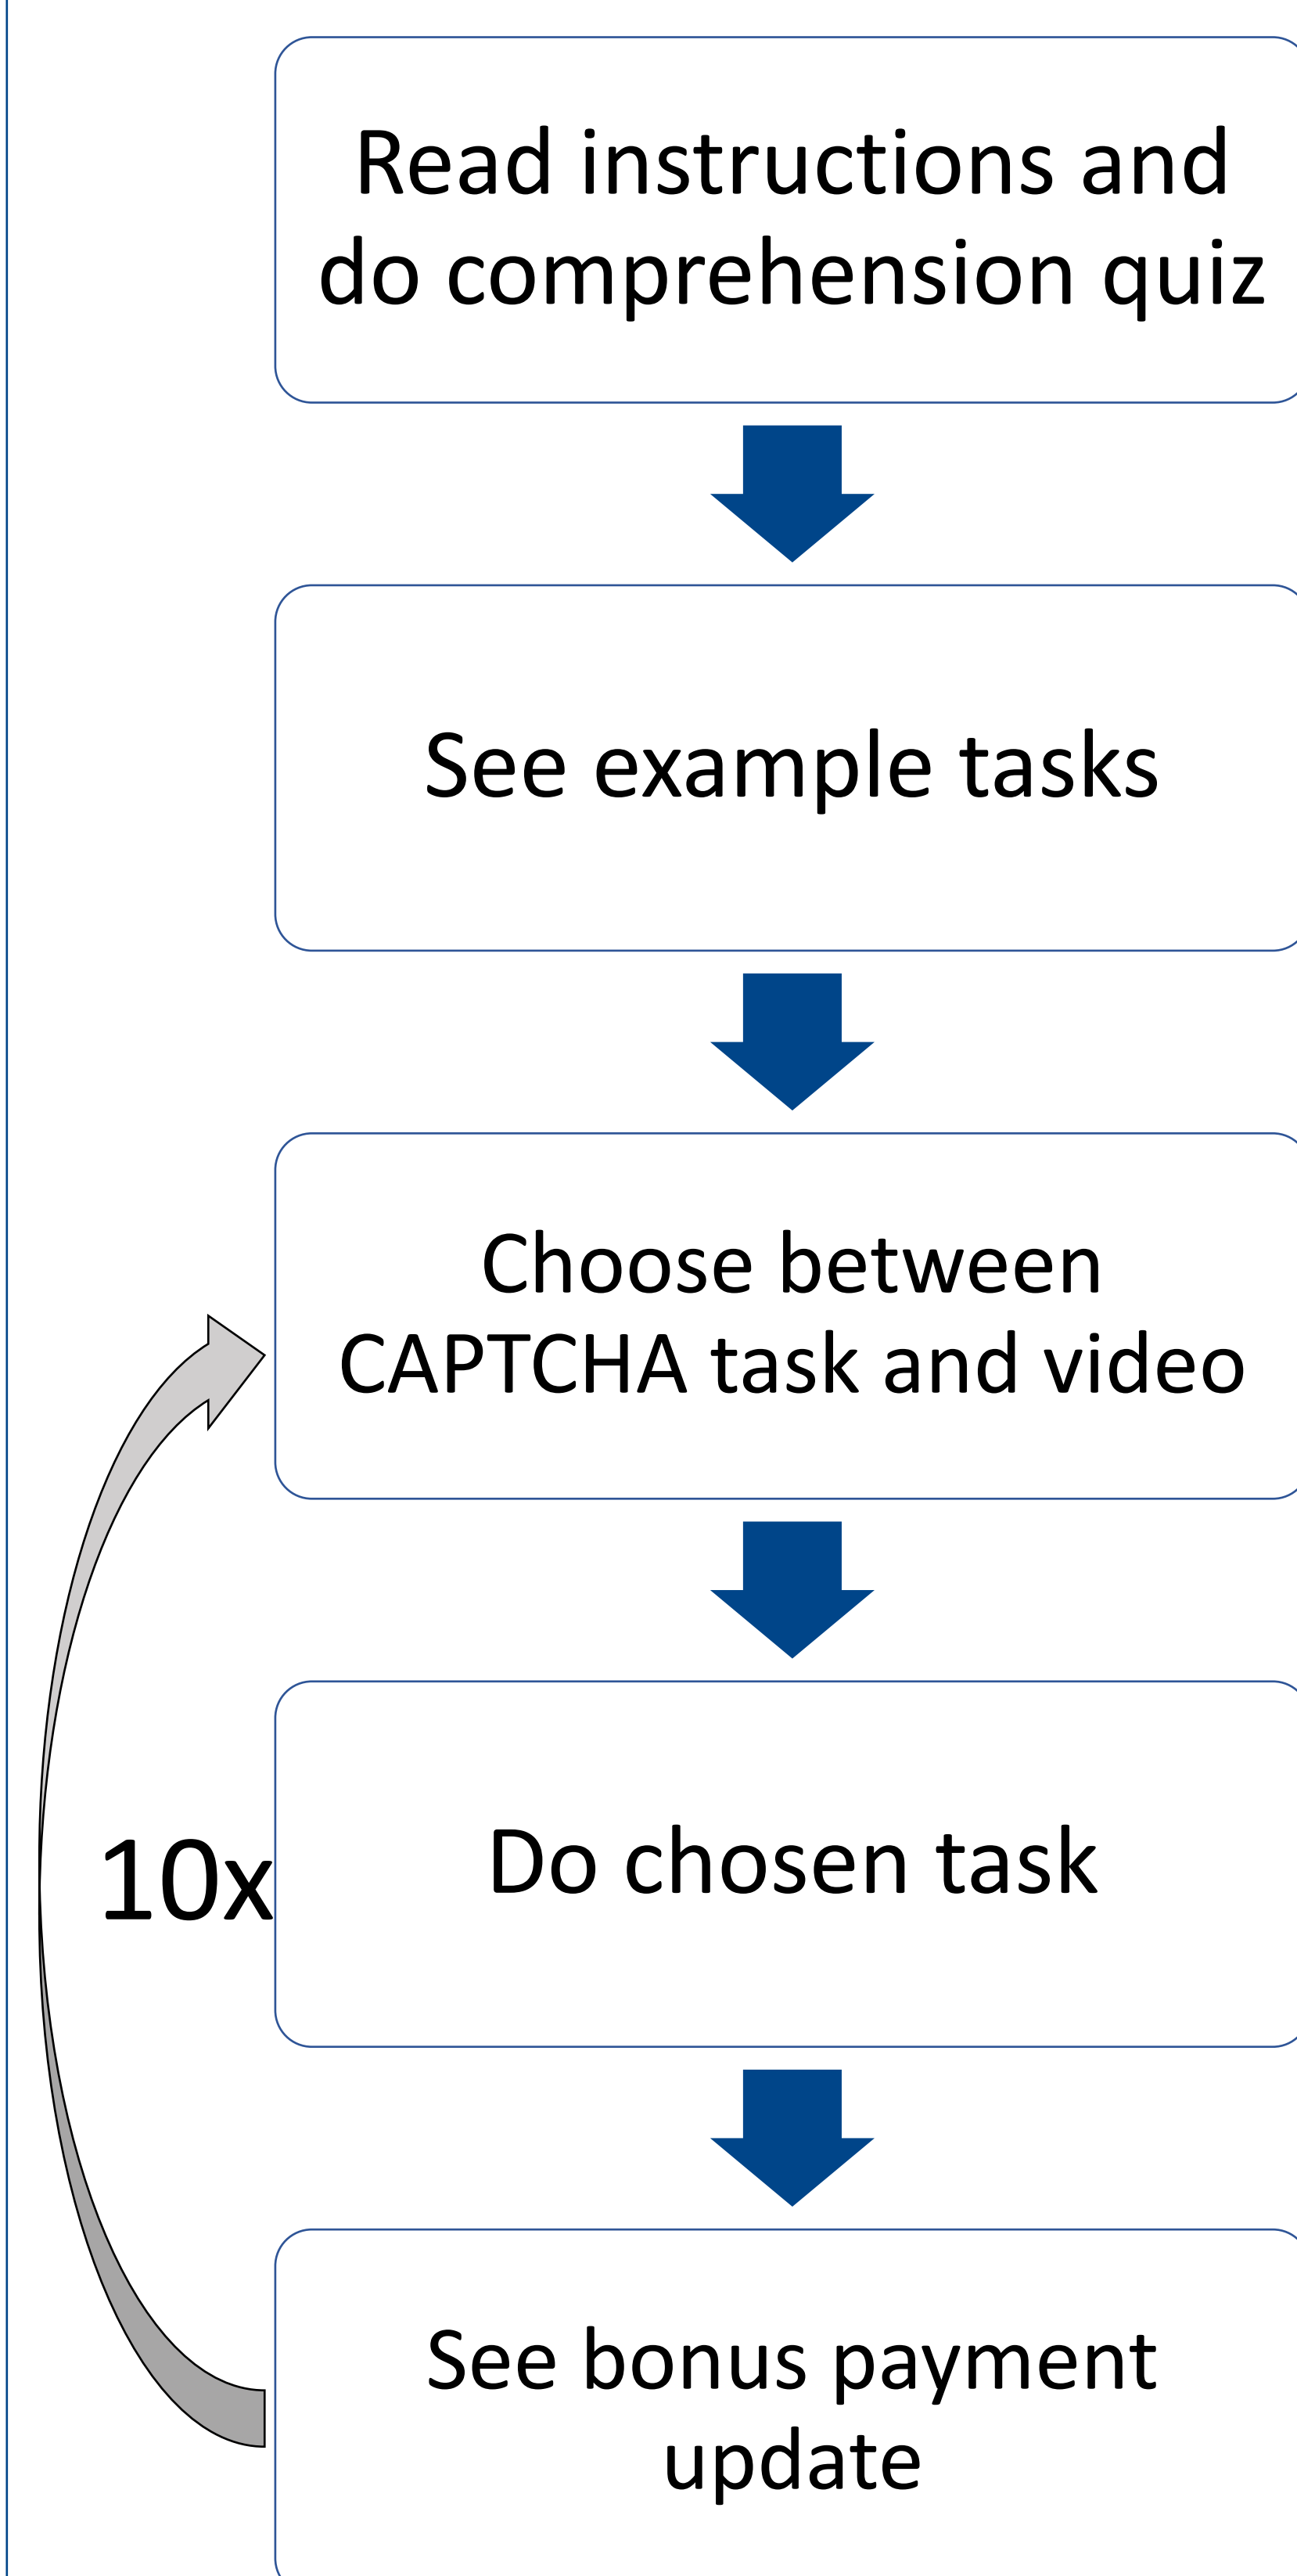 Read instructions and
do comprehension quiz
See example tasks
Choose between
CAPTCHA task and video
10x
Do chosen task
See bonus payment
update